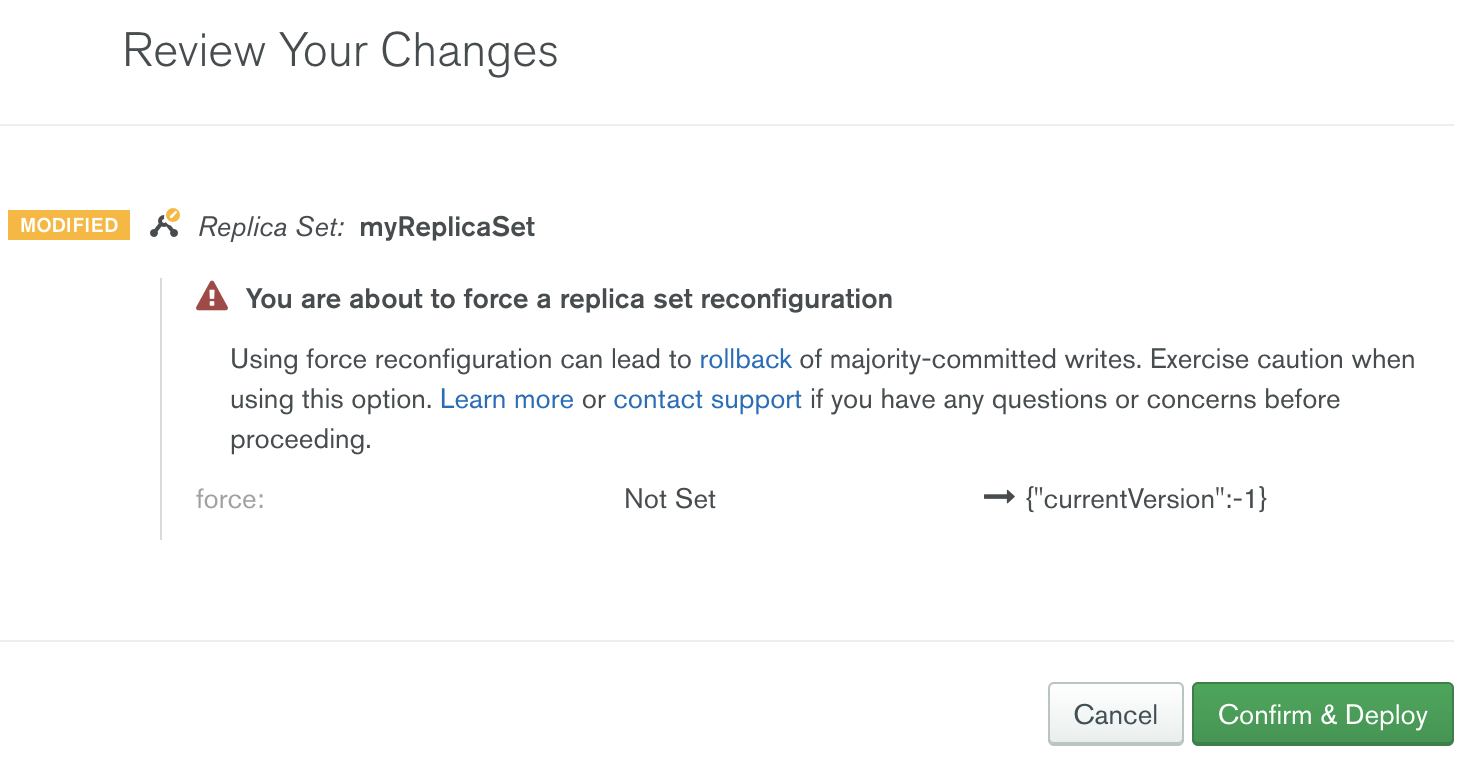 Review Your Changes
MODIFIED Replica Set: myReplicaSet
You are about to force a replica set reconfiguration
Using force reconfiguration can lead to rollback of majority-committed writes. Exercise caution when
using this option. Learn more or contact support if you have any questions or concerns before
proceeding.
force: Not Set → {"currentVersion":-1}
Cancel Confirm & Deploy